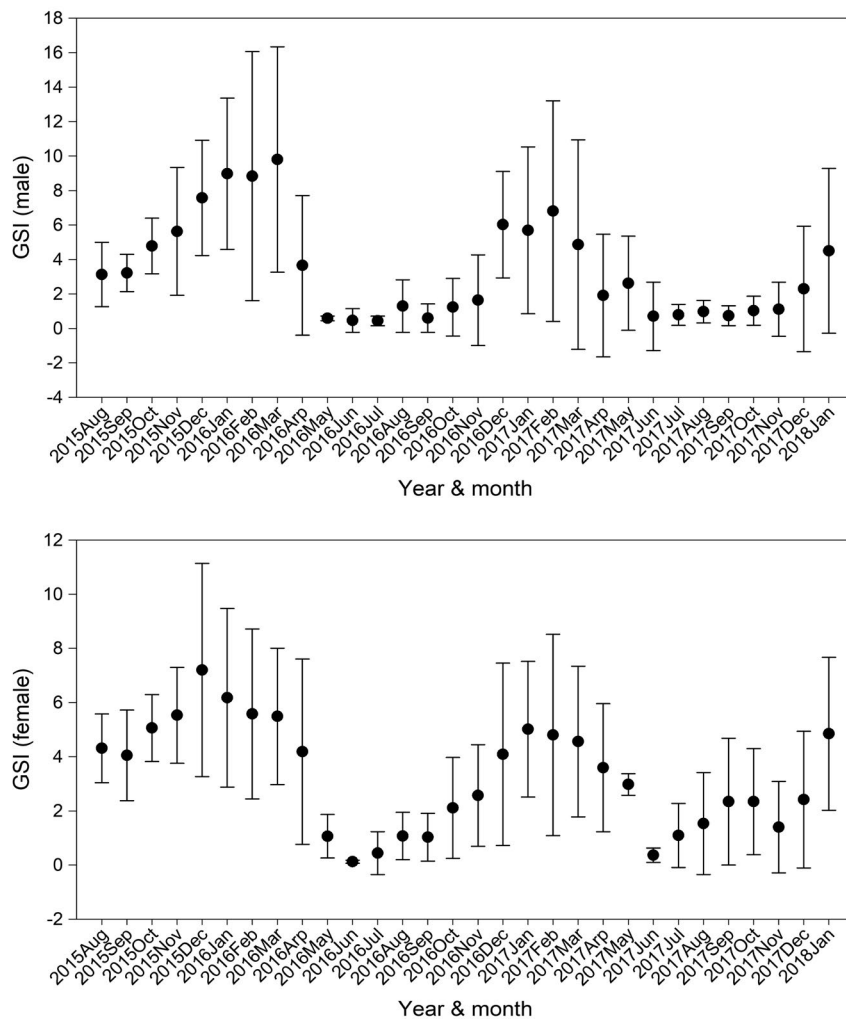 18
16
14
12
10
8
6
4
2
0
-2
-4
GSI (male)
2015Aug
2015Sep
2015Oct
2015Nov
2015Dec
2016Jan
2016Feb
2016Mar
2016Arp
2016May
2016Jun
2016Jul
2016Aug
2016Sep
2016Oct
2016Nov
2016Dec
2017Jan
2017Feb
2017Mar
2017Arp
2017May
2017Jun
2017Jul
2017Aug
2017Sep
2017Oct
2017Nov
2017Dec
2018Jan
Year & month
12
10
8
6
4
2
0
-2
GSI (female)
2015Aug
2015Sep
2015Oct
2015Nov
2015Dec
2016Jan
2016Feb
2016Mar
2016Arp
2016May
2016Jun
2016Jul
2016Aug
2016Sep
2016Oct
2016Nov
2016Dec
2017Jan
2017Feb
2017Mar
2017Arp
2017May
2017Jun
2017Jul
2017Aug
2017Sep
2017Oct
2017Nov
2017Dec
2018Jan
Year & month